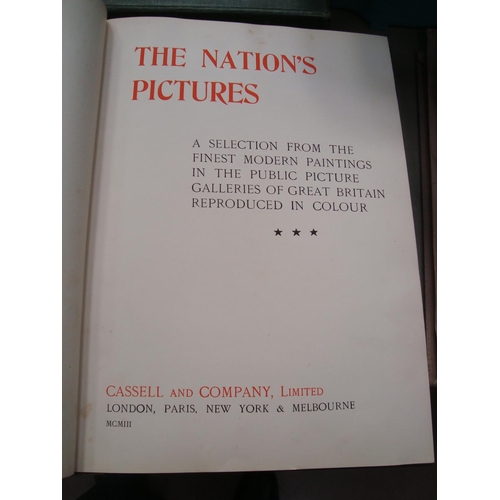 THE NATION'S
PICTURES
A SELECTION FROM THE
FINEST MODERN PAINTINGS
IN THE PUBLIC PICTURE
GALLERIES OF GREAT BRITAIN
REPRODUCED IN COLOUR
★ ★ ★
CASSELL AND COMPANY, LIMITED
LONDON, PARIS, NEW YORK & MELBOURNE
MCMIII